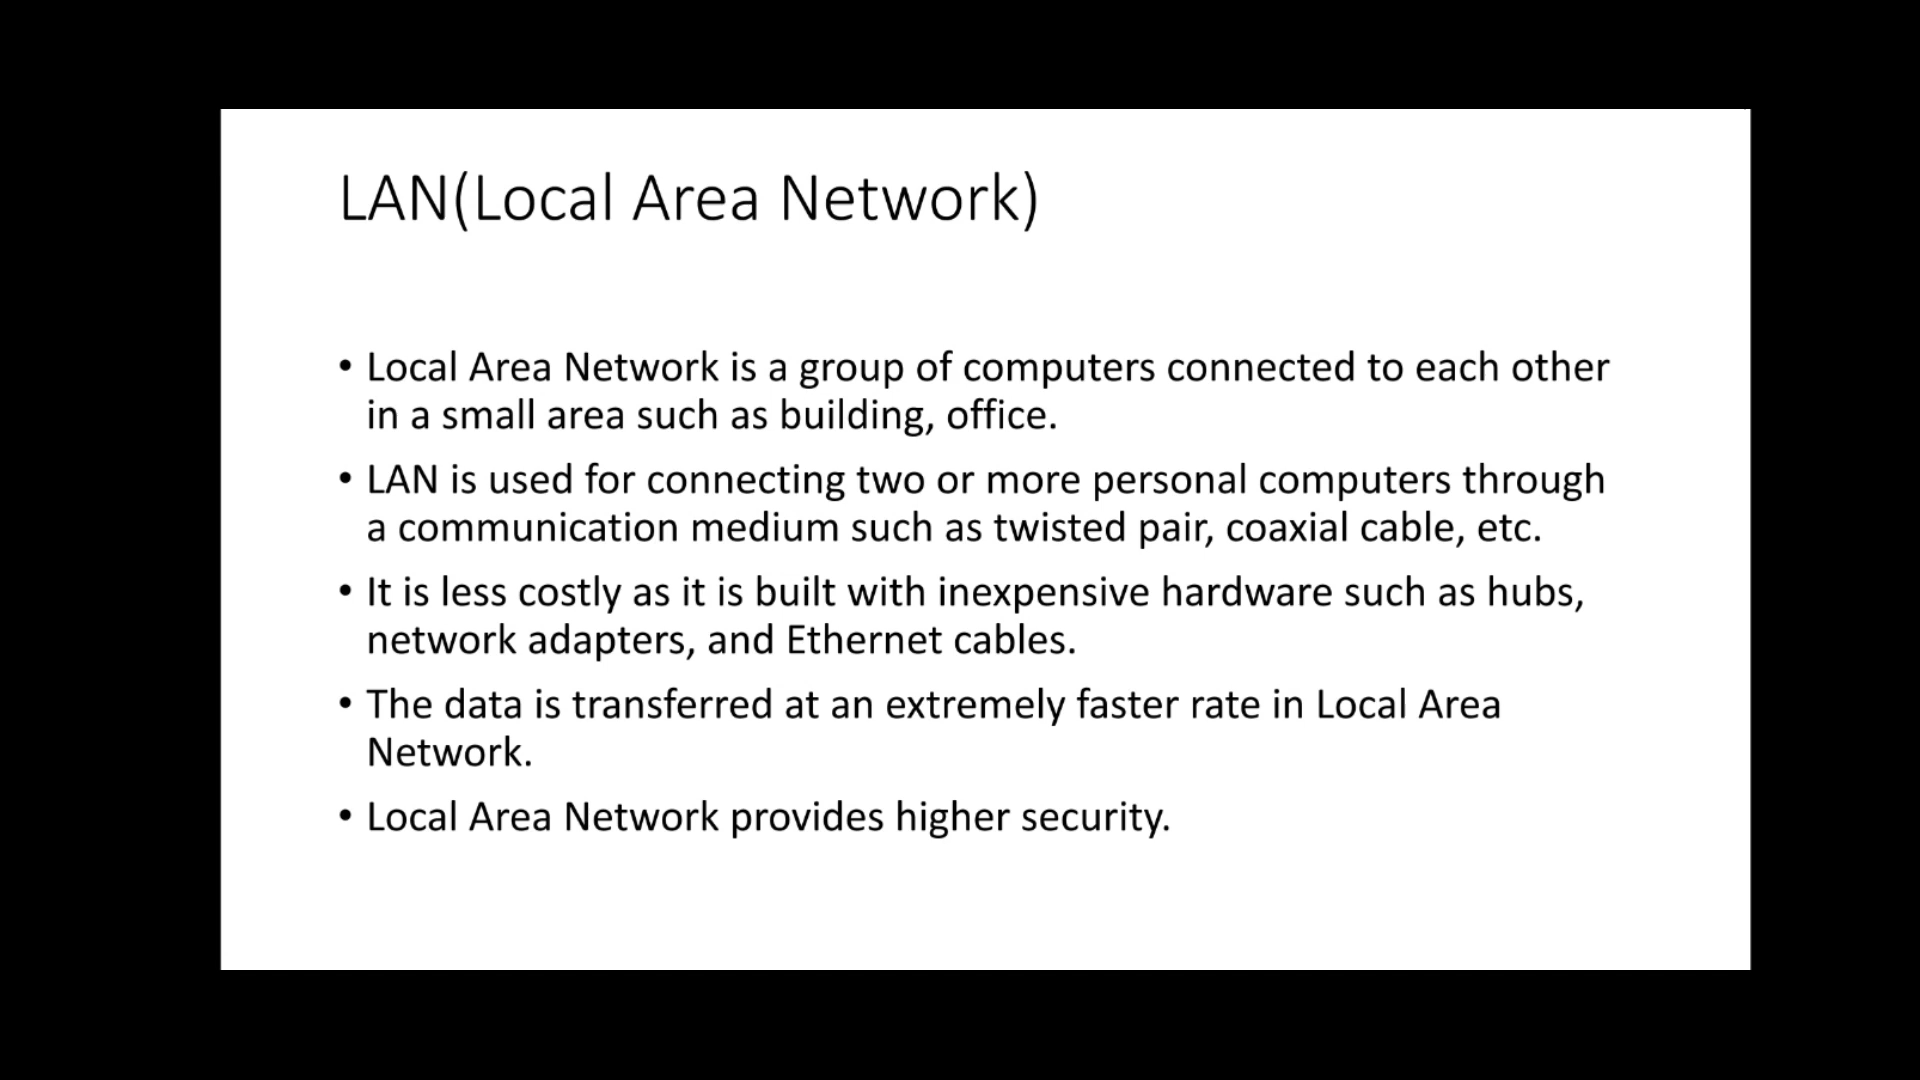 LAN(Local Area Network)
• Local Area Network is a group of computers connected to each other
in a small area such as building, office.
• LAN is used for connecting two or more personal computers through
a communication medium such as twisted pair, coaxial cable, etc.
• It is less costly as it is built with inexpensive hardware such as hubs,
network adapters, and Ethernet cables.
• The data is transferred at an extremely faster rate in Local Area
Network.
• Local Area Network provides higher security.